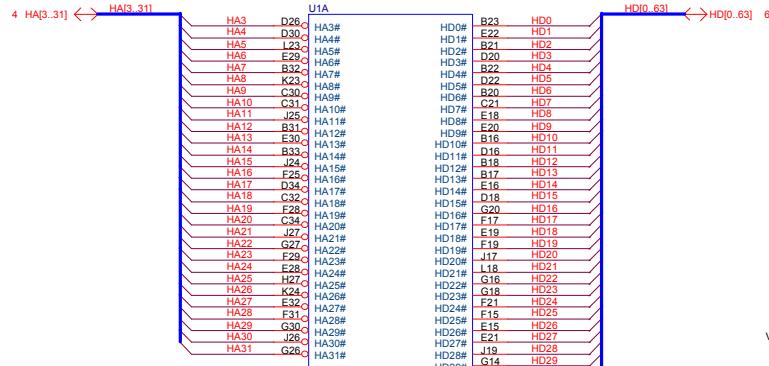 4 HA[3..31] HA[3..31] U1A HD[0..63] HD[0..63] 6
HA3 D26 HA3# HD0# B23 HD0
HA4 D30 HA4# HD1# E22 HD1
HA5 L23 HA5# HD2# B21 HD2
HA6 E29 HA6# HD3# D20 HD3
HA7 B32 HA7# HD4# B22 HD4
HA8 K23 HA8# HD5# D22 HD5
HA9 C30 HA9# HD6# B20 HD6
HA10 C31 HA10# HD7# C21 HD7
HA11 J25 HA11# HD8# E18 HD8
HA12 B31 HA12# HD9# E20 HD9
HA13 E30 HA13# HD10# B16 HD10
HA14 B33 HA14# HD11# D16 HD11
HA15 J24 HA15# HD12# B18 HD12
HA16 F25 HA16# HD13# B17 HD13
HA17 D34 HA17# HD14# E16 HD14
HA18 C32 HA18# HD15# D18 HD15
HA19 F28 HA19# HD16# G20 HD16
HA20 C34 HA20# HD17# F17 HD17
HA21 J27 HA21# HD18# E19 HD18
HA22 G27 HA22# HD19# F19 HD19
HA23 F29 HA23# HD20# J17 HD20
HA24 E28 HA24# HD21# L18 HD21
HA25 H27 HA25# HD22# G16 HD22
HA26 K24 HA26# HD23# G18 HD23
HA27 E32 HA27# HD24# F21 HD24
HA28 F31 HA28# HD25# F15 HD25
HA29 G30 HA29# HD26# E15 HD26
HA30 J26 HA30# HD27# E21 HD27
HA31 G26 HA31# HD28# J19 HD28
G14 HD29